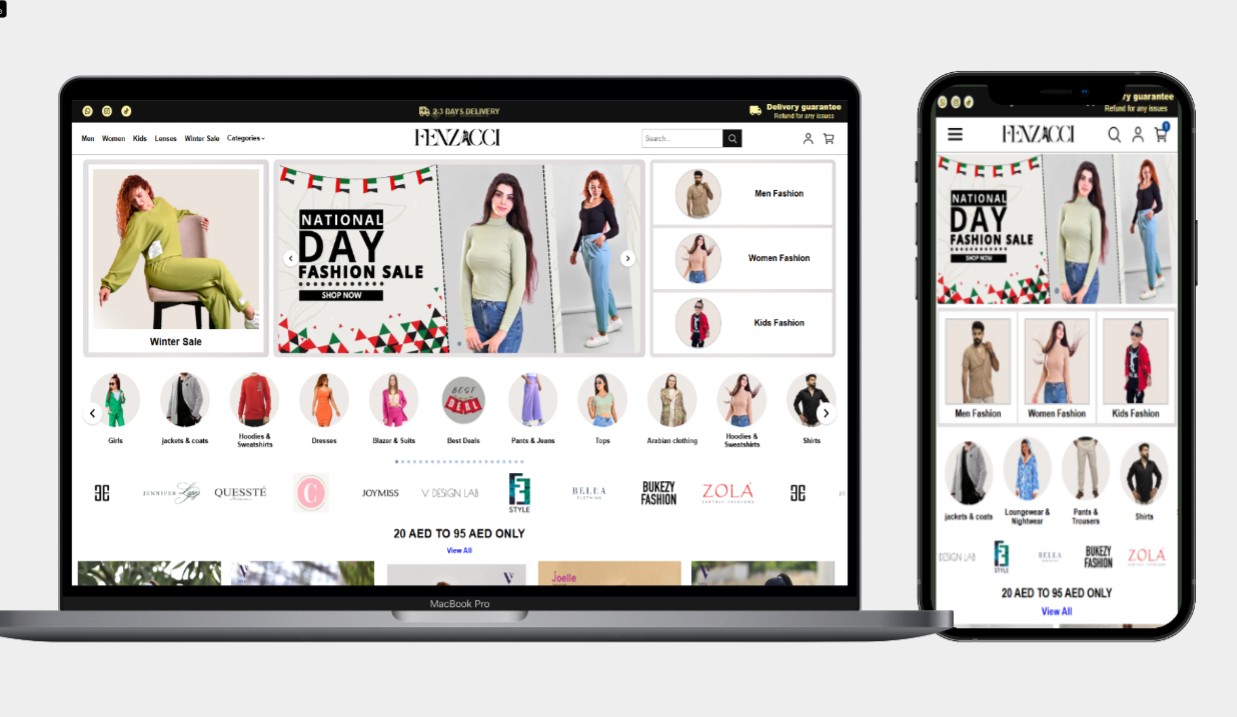 2-3 DAYS DELIVERY
Delivery guarantee
Refund for any issues
Men Women Kids Lenses Winter Sale Categories
FENZACCI
Search...
Winter Sale
NATIONAL
DAY
FASHION SALE
SHOP NOW
Men Fashion
Women Fashion
Kids Fashion
BEST
DEAL
Girls
jackets & coats
Hoodies &
Sweatshirts
Dresses
Blazer & Suits
Best Deals
Pants & Jeans
Tops
Arabian clothing
Hoodies &
Sweatshirts
Shirts
JENNIFER
QUESSTÉ
C
JOYMISS
V DESIGN LAB
STYLE
BELLA
CLOTHING
BUKEZY
FASHION
ZOLA
20 AED TO 95 AED ONLY
View All
Joelle
MacBook Pro
ry guarantee
Refund for any issues
FENZACCI
1
NATIONAL
DAY
FASHION SALE
SHOP NOW
Men Fashion
Women Fashion
Kids Fashion
jackets & coats
Loungewear &
Nightwear
Pants &
Trousers
Shirts
DESIGN LAB
STYLE
BELLA
BUKEZY
FASHION
ZOLA
20 AED TO 95 AED ONLY
View All